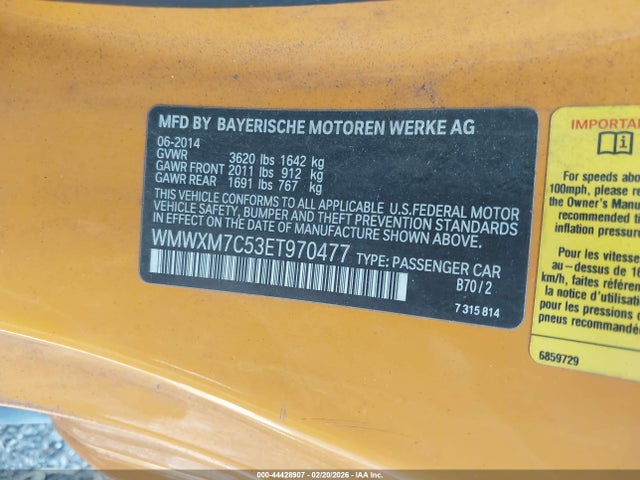 MFD BY BAYERISCHE MOTOREN WERKE AG
06-2014
GVWR 3620 lbs 1642 kg
GAWR FRONT 2011 lbs 912 kg
GAWR REAR 1691 lbs 767 kg
THIS VEHICLE CONFORMS TO ALL APPLICABLE U.S.FEDERAL MOTOR
VEHICLE SAFETY, BUMPER AND THEFT PREVENTION STANDARDS
IN EFFECT ON THE DATE OF MANUFACTURE SHOWN ABOVE.
WMWXM7C53ET970477 TYPE: PASSENGER CAR
B70/2
7 315 814
IMPORTA
For speeds abo
100mph, please re
the Owner's Manu
recommended
inflation pressure
Pour les vitesse
au-dessus de 16
km/h, faites référe
la notice d'utilisat
pour les pressions
pneus recommandé
6859729
000-44428907 - 02/20/2026 - IAA Inc.